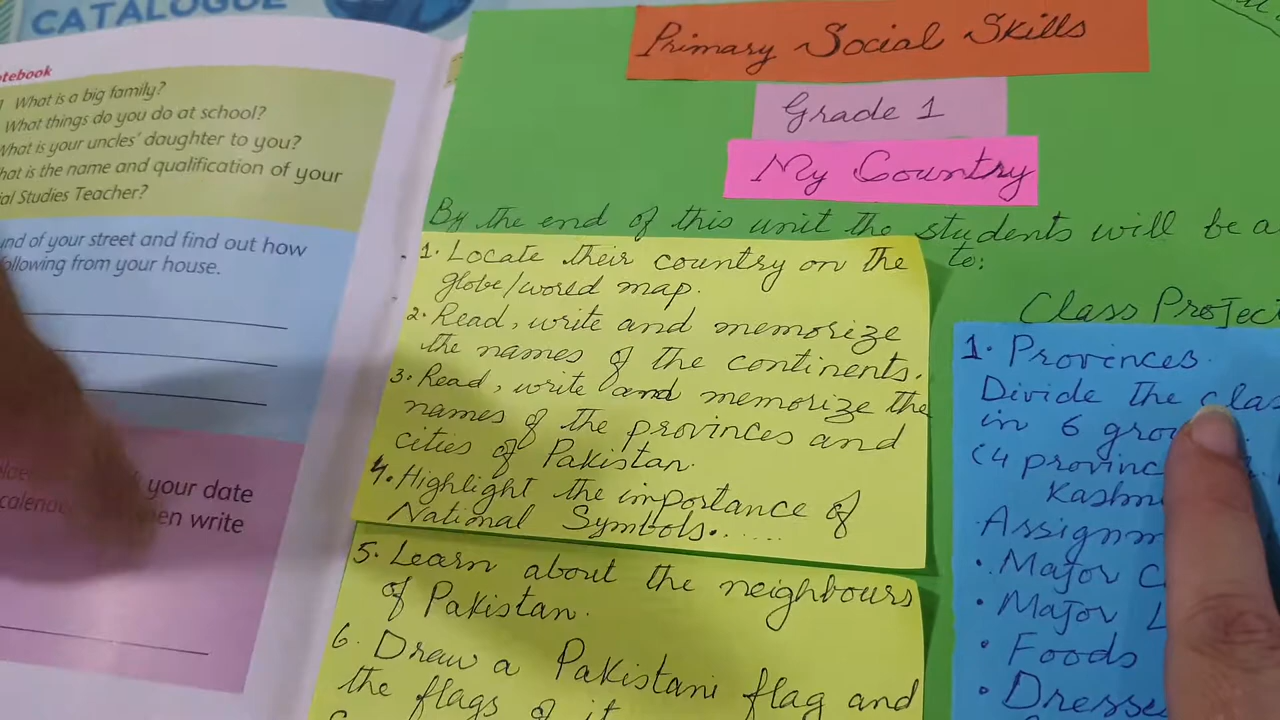 CATALOGUE
tebook
What is a big family?
What things do you do at school?
What is your uncles' daughter to you?
hat is the name and qualification of your
ial Studies Teacher?
und of your street and find out how
ollowing from your house.
your date
write
Primary Social Skills
Grade 1
My Country
By the end of this unit the students will be a
to:
1. Locate their country on the
globe/world map.
2. Read, write and memorize
the names of the continents.
3. Read, write and memorize the
names of the provinces and
cities of Pakistan.
4. Highlight the importance of
National Symbols......
5. Learn about the neighbours
of Pakistan.
6. Draw a Pakistani flag and
the flags of it
Class Project
1. Provinces.
Divide the clas
in 6 gro
(4 provinc
Kashm
Assignm
• Major C
• Major L
• Foods
• Dresse